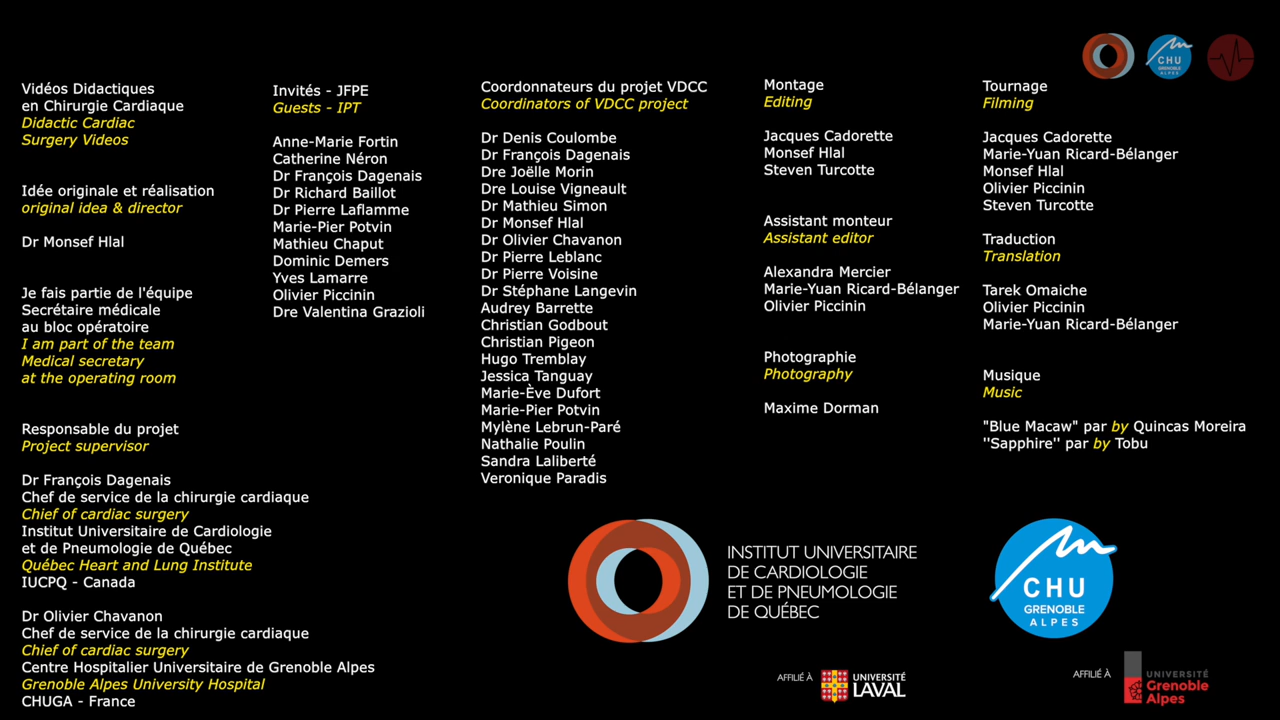 Vidéos Didactiques
en Chirurgie Cardiaque
Didactic Cardiac
Surgery Videos
Idée originale et réalisation
original idea & director
Dr Monsef Hlal
Je fais partie de l'équipe
Secrétaire médicale
au bloc opératoire
I am part of the team
Medical secretary
at the operating room
Responsable du projet
Project supervisor
Dr François Dagenais
Chef de service de la chirurgie cardiaque
Chief of cardiac surgery
Institut Universitaire de Cardiologie
et de Pneumologie de Québec
Québec Heart and Lung Institute
IUCPQ - Canada
Dr Olivier Chavanon
Chef de service de la chirurgie cardiaque
Chief of cardiac surgery
Centre Hospitalier Universitaire de Grenoble Alpes
Grenoble Alpes University Hospital
CHUGA - France
Invités - JFPE
Guests - IPT
Anne-Marie Fortin
Catherine Néron
Dr François Dagenais
Dr Richard Baillot
Dr Pierre Laflamme
Marie-Pier Potvin
Mathieu Chaput
Dominic Demers
Yves Lamarre
Olivier Piccinin
Dre Valentina Grazioli
Coordonnateurs du projet VDCC
Coordinators of VDCC project
Dr Denis Coulombe
Dr François Dagenais
Dre Joëlle Morin
Dre Louise Vigneault
Dr Mathieu Simon
Dr Monsef Hlal
Dr Olivier Chavanon
Dr Pierre Leblanc
Dr Pierre Voisine
Dr Stéphane Langevin
Audrey Barrette
Christian Godbout
Christian Pigeon
Hugo Tremblay
Jessica Tanguay
Marie-Ève Dufort
Marie-Pier Potvin
Mylène Lebrun-Paré
Nathalie Poulin
Sandra Laliberté
Veronique Paradis
Montage
Editing
Jacques Cadorette
Monsef Hlal
Steven Turcotte
Assistant monteur
Assistant editor
Alexandra Mercier
Marie-Yuan Ricard-Bélanger
Olivier Piccinin
Photographie
Photography
Maxime Dorman
CHU
GRENOBLE
ALPES
Tournage
Filming
Jacques Cadorette
Marie-Yuan Ricard-Bélanger
Monsef Hlal
Olivier Piccinin
Steven Turcotte
Traduction
Translation
Tarek Omaiche
Olivier Piccinin
Marie-Yuan Ricard-Bélanger
Musique
Music
"Blue Macaw" par by Quincas Moreira
''Sapphire'' par by Tobu
INSTITUT UNIVERSITAIRE
DE CARDIOLOGIE
ET DE PNEUMOLOGIE
DE QUÉBEC
AFFILIÉ À
UNIVERSITÉ
LAVAL
CHU
GRENOBLE
ALPES
AFFILIÉ À
UNIVERSITÉ
Grenoble
Alpes